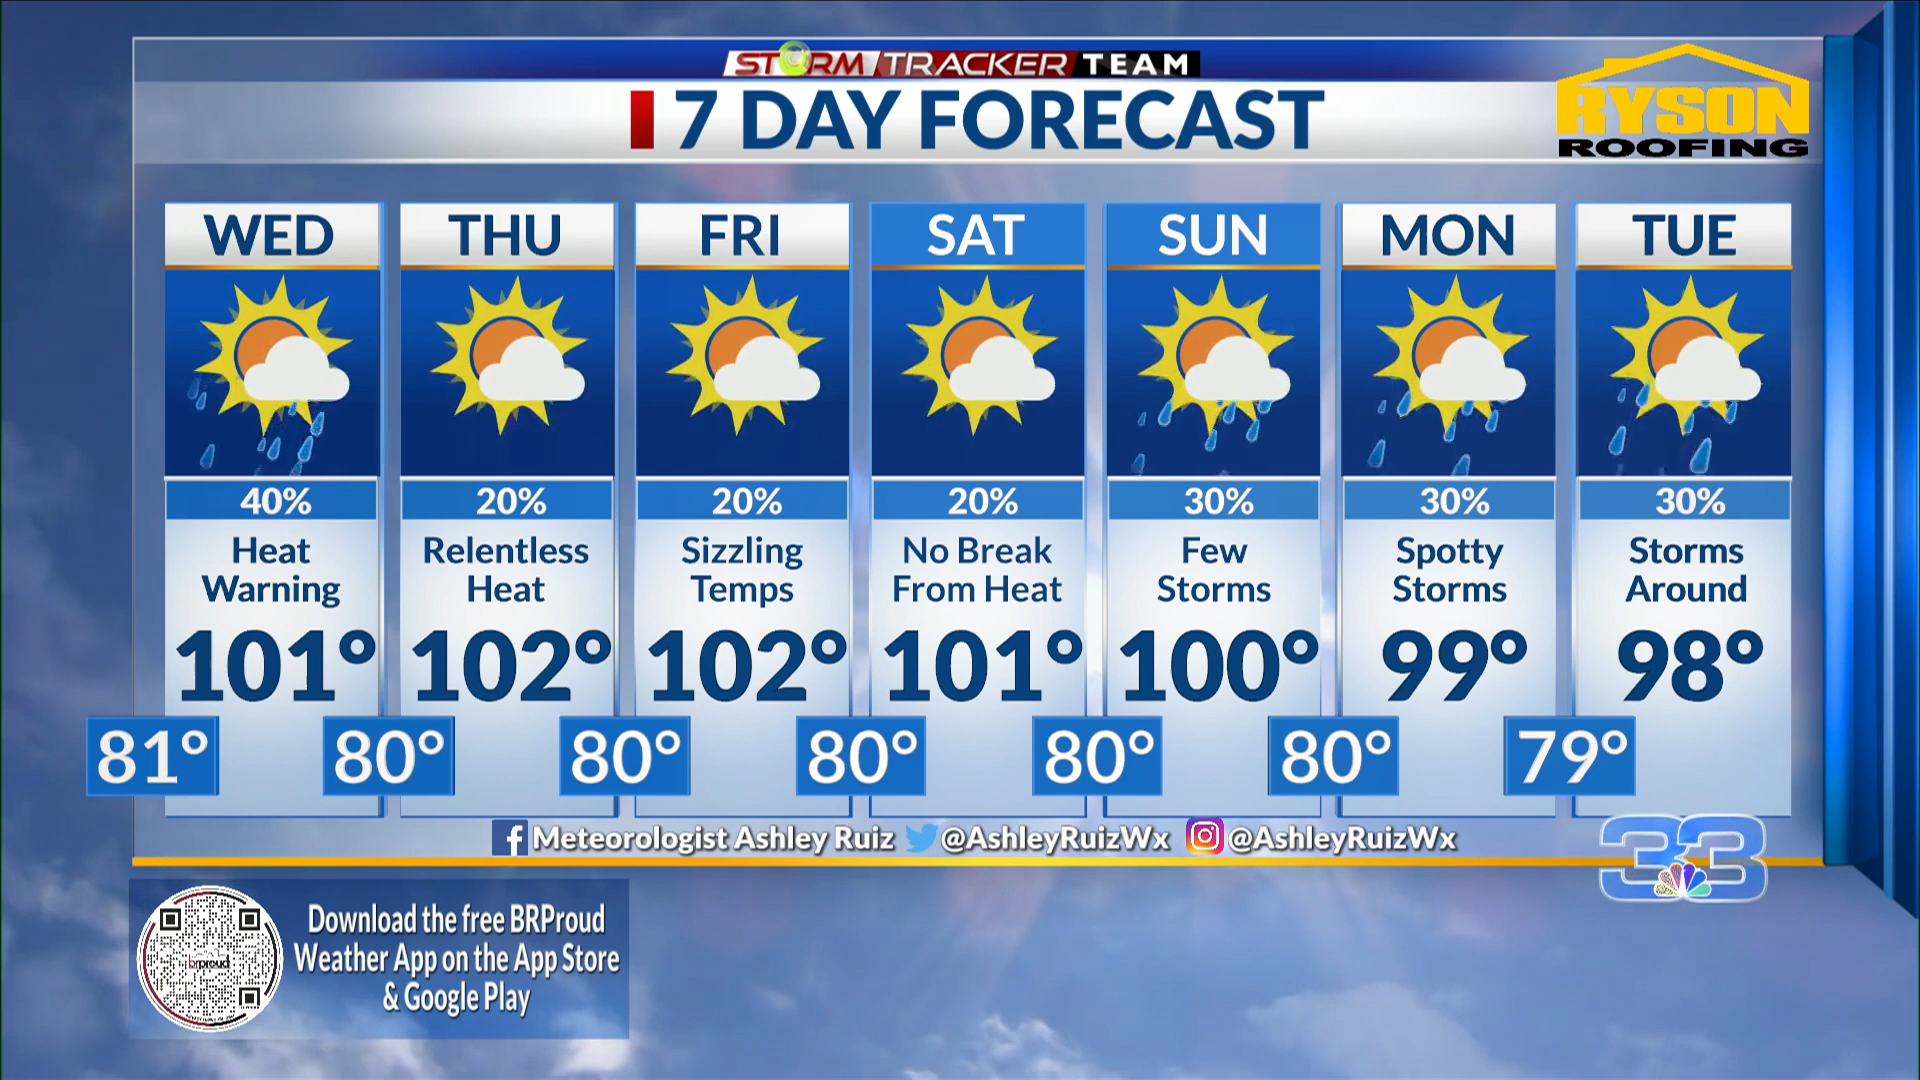 STORM TRACKER TEAM
7 DAY FORECAST
RYSON
ROOFING
WED THU FRI SAT SUN MON TUE
40% 20% 20% 20% 30% 30% 30%
Heat Relentless Sizzling No Break Few Spotty Storms
Warning Heat Temps From Heat Storms Storms Around
101° 102° 102° 101° 100° 99° 98°
81° 80° 80° 80° 80° 80° 79°
f Meteorologist Ashley Ruiz @AshleyRuizWx @AshleyRuizWx
33
brproud
Download the free BRProud
Weather App on the App Store
& Google Play